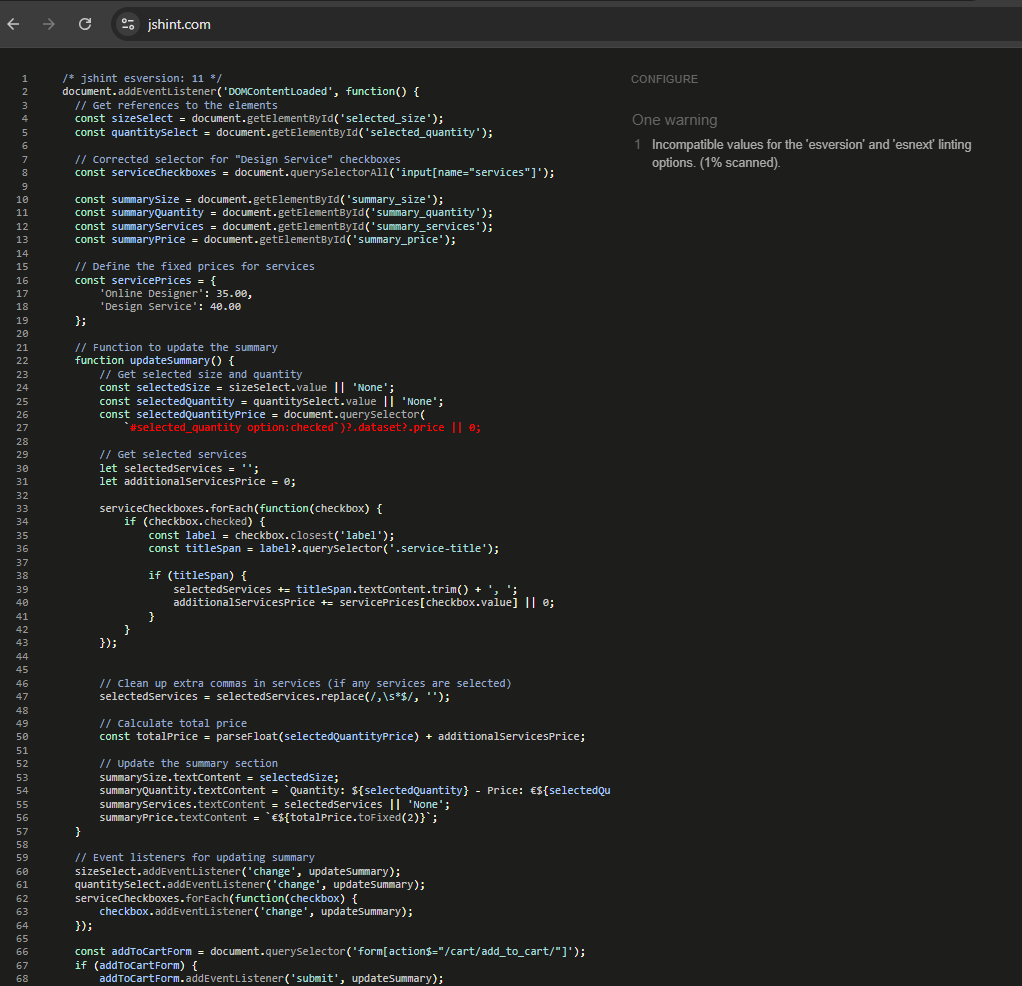 jshint.com
CONFIGURE
One warning
1 Incompatible values for the 'esversion' and 'esnext' linting
options. (1% scanned).
1 /* jshint esversion: 11 */
2 document.addEventListener('DOMContentLoaded', function() {
3 // Get references to the elements
4 const sizeSelect = document.getElementById('selected_size');
5 const quantitySelect = document.getElementById('selected_quantity');
6
7 // Corrected selector for "Design Service" checkboxes
8 const serviceCheckboxes = document.querySelectorAll('input[name="services"]');
9
10 const summarySize = document.getElementById('summary_size');
11 const summaryQuantity = document.getElementById('summary_quantity');
12 const summaryServices = document.getElementById('summary_services');
13 const summaryPrice = document.getElementById('summary_price');
14
15 // Define the fixed prices for services
16 const servicePrices = {
17 'Online Designer': 35.00,
18 'Design Service': 40.00
19 };
20
21 // Function to update the summary
22 function updateSummary() {
23 // Get selected size and quantity
24 const selectedSize = sizeSelect.value || 'None';
25 const selectedQuantity = quantitySelect.value || 'None';
26 const selectedQuantityPrice = document.querySelector(
27 `#selected_quantity option:checked`)?.dataset?.price || 0;
28
29 // Get selected services
30 let selectedServices = '';
31 let additionalServicesPrice = 0;
32
33 serviceCheckboxes.forEach(function(checkbox) {
34 if (checkbox.checked) {
35 const label = checkbox.closest('label');
36 const titleSpan = label?.querySelector('.service-title');
37
38 if (titleSpan) {
39 selectedServices += titleSpan.textContent.trim() + ', ';
40 additionalServicesPrice += servicePrices[checkbox.value] || 0;
41 }
42 }
43 });
44
45
46 // Clean up extra commas in services (if any services are selected)
47 selectedServices = selectedServices.replace(/,\s*$/, '');
48
49 // Calculate total price
50 const totalPrice = parseFloat(selectedQuantityPrice) + additionalServicesPrice;
51
52 // Update the summary section
53 summarySize.textContent = selectedSize;
54 summaryQuantity.textContent = `Quantity: ${selectedQuantity} - Price: €${selectedQu
55 summaryServices.textContent = selectedServices || 'None';
56 summaryPrice.textContent = `€${totalPrice.toFixed(2)}`;
57 }
58
59 // Event listeners for updating summary
60 sizeSelect.addEventListener('change', updateSummary);
61 quantitySelect.addEventListener('change', updateSummary);
62 serviceCheckboxes.forEach(function(checkbox) {
63 checkbox.addEventListener('change', updateSummary);
64 });
65
66 const addToCartForm = document.querySelector('form[action$="/cart/add_to_cart/"]');
67 if (addToCartForm) {
68 addToCartForm.addEventListener('submit', updateSummary);